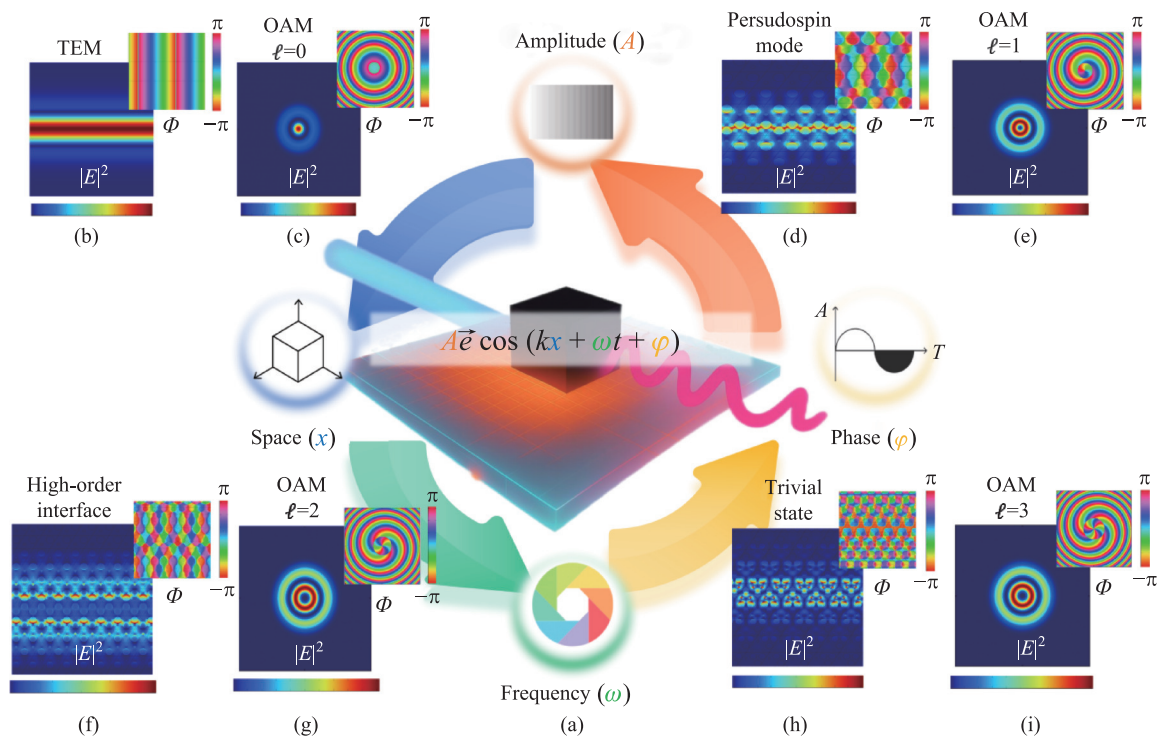 TEM
π
Φ
−π
|E|²
(b)
OAM
ℓ=0
π
Φ
−π
|E|²
(c)
Amplitude (A)
Persudospin
mode
π
Φ
−π
|E|²
(d)
OAM
ℓ=1
π
Φ
−π
|E|²
(e)
Space (x)
Ae⃗ cos (kx + ωt + φ)
A
T
Phase (φ)
High-order
interface
π
Φ
−π
|E|²
(f)
OAM
ℓ=2
π
Φ
−π
|E|²
(g)
Frequency (ω)
(a)
Trivial
state
π
Φ
−π
|E|²
(h)
OAM
ℓ=3
π
Φ
−π
|E|²
(i)